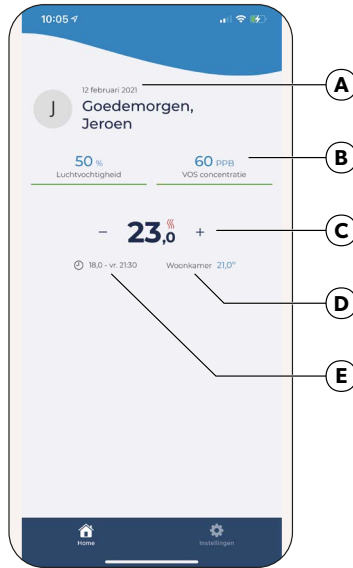 10:05
12 februari 2021
J
Goedemorgen,
Jeroen
50 %
60 PPB
Luchtvochtigheid
VOS concentratie
− 23,0 +
18,0 - vr. 21:30
Woonkamer 21,0°
Home
Instellingen
A
B
C
D
E